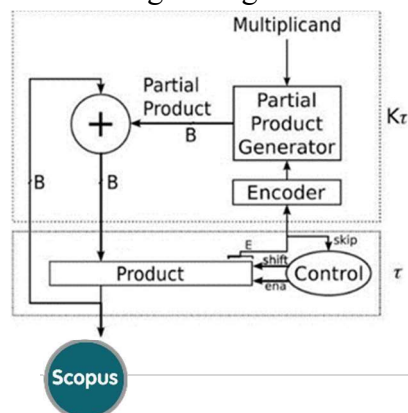 Multiplicand
Partial
Product
B
+
Partial
Product
Generator
Kτ
B
B
Encoder
E
skip
shift
Product
Control
τ
ena
Scopus